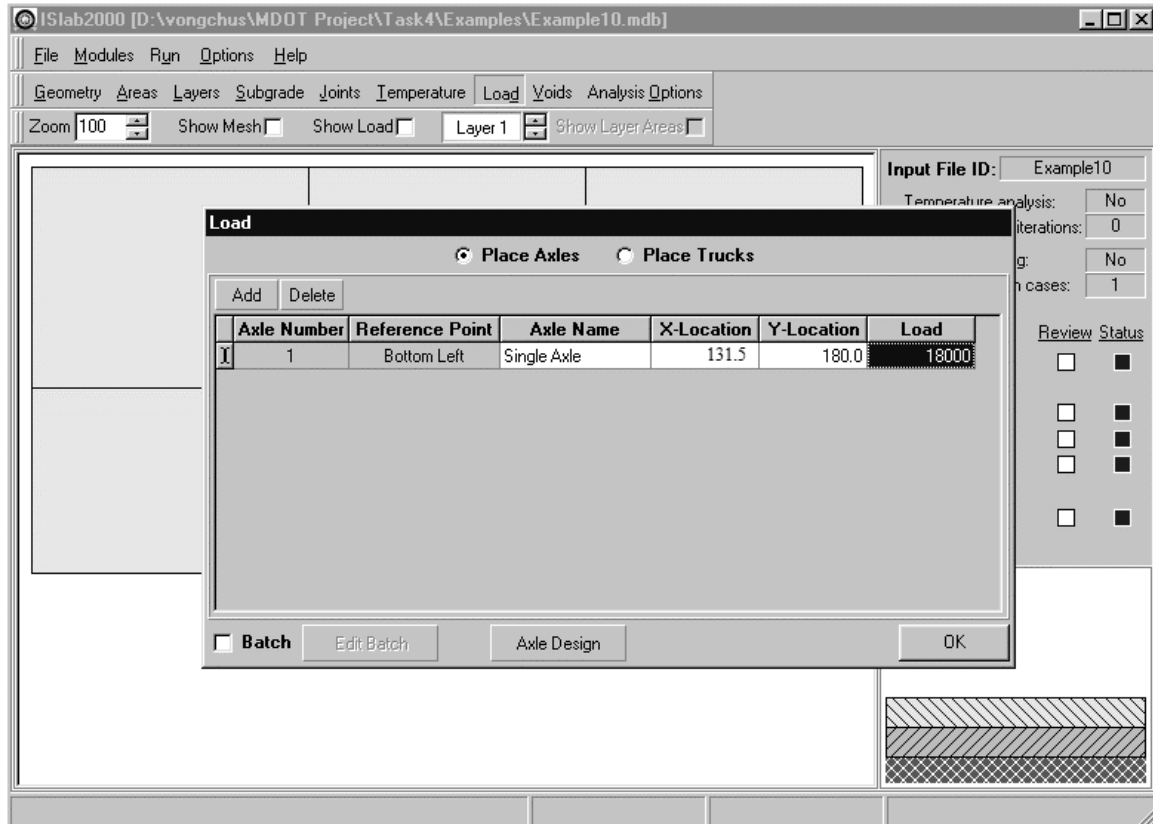 ISlab2000 [D:\vongchus\MDOT Project\Task4\Examples\Example10.mdb]
File Modules Run Options Help
Geometry Areas Layers Subgrade Joints Temperature Load Voids Analysis Options
Zoom 100 Show Mesh Show Load Layer 1 Show Layer Areas
Input File ID: Example10
Temperature analysis: No
iterations: 0
g: No
n cases: 1
Review Status
Load
Place Axles Place Trucks
Add Delete
Axle Number Reference Point Axle Name X-Location Y-Location Load
1 Bottom Left Single Axle 131.5 180.0 18000
Batch Edit Batch Axle Design OK